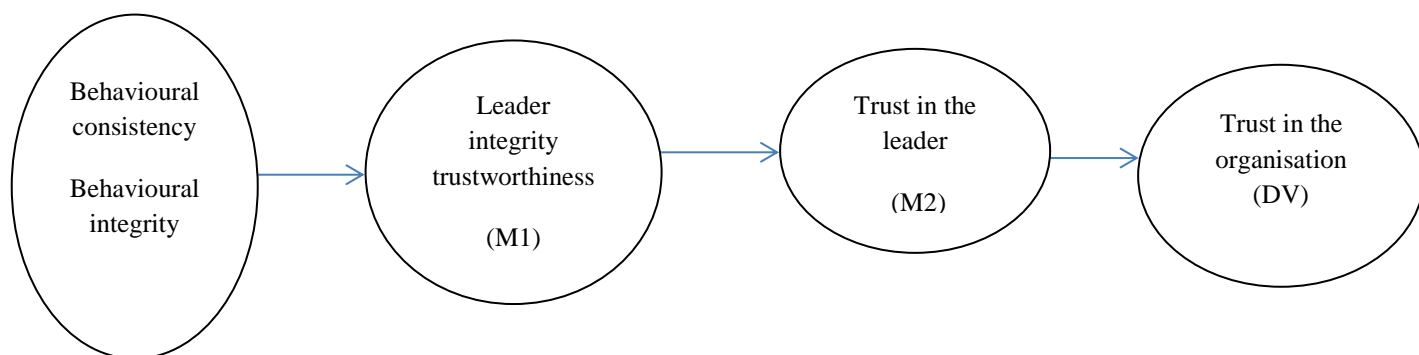 Behavioural
consistency
Behavioural
integrity
Leader
integrity
trustworthiness
(M1)
Trust in the
leader
(M2)
Trust in the
organisation
(DV)